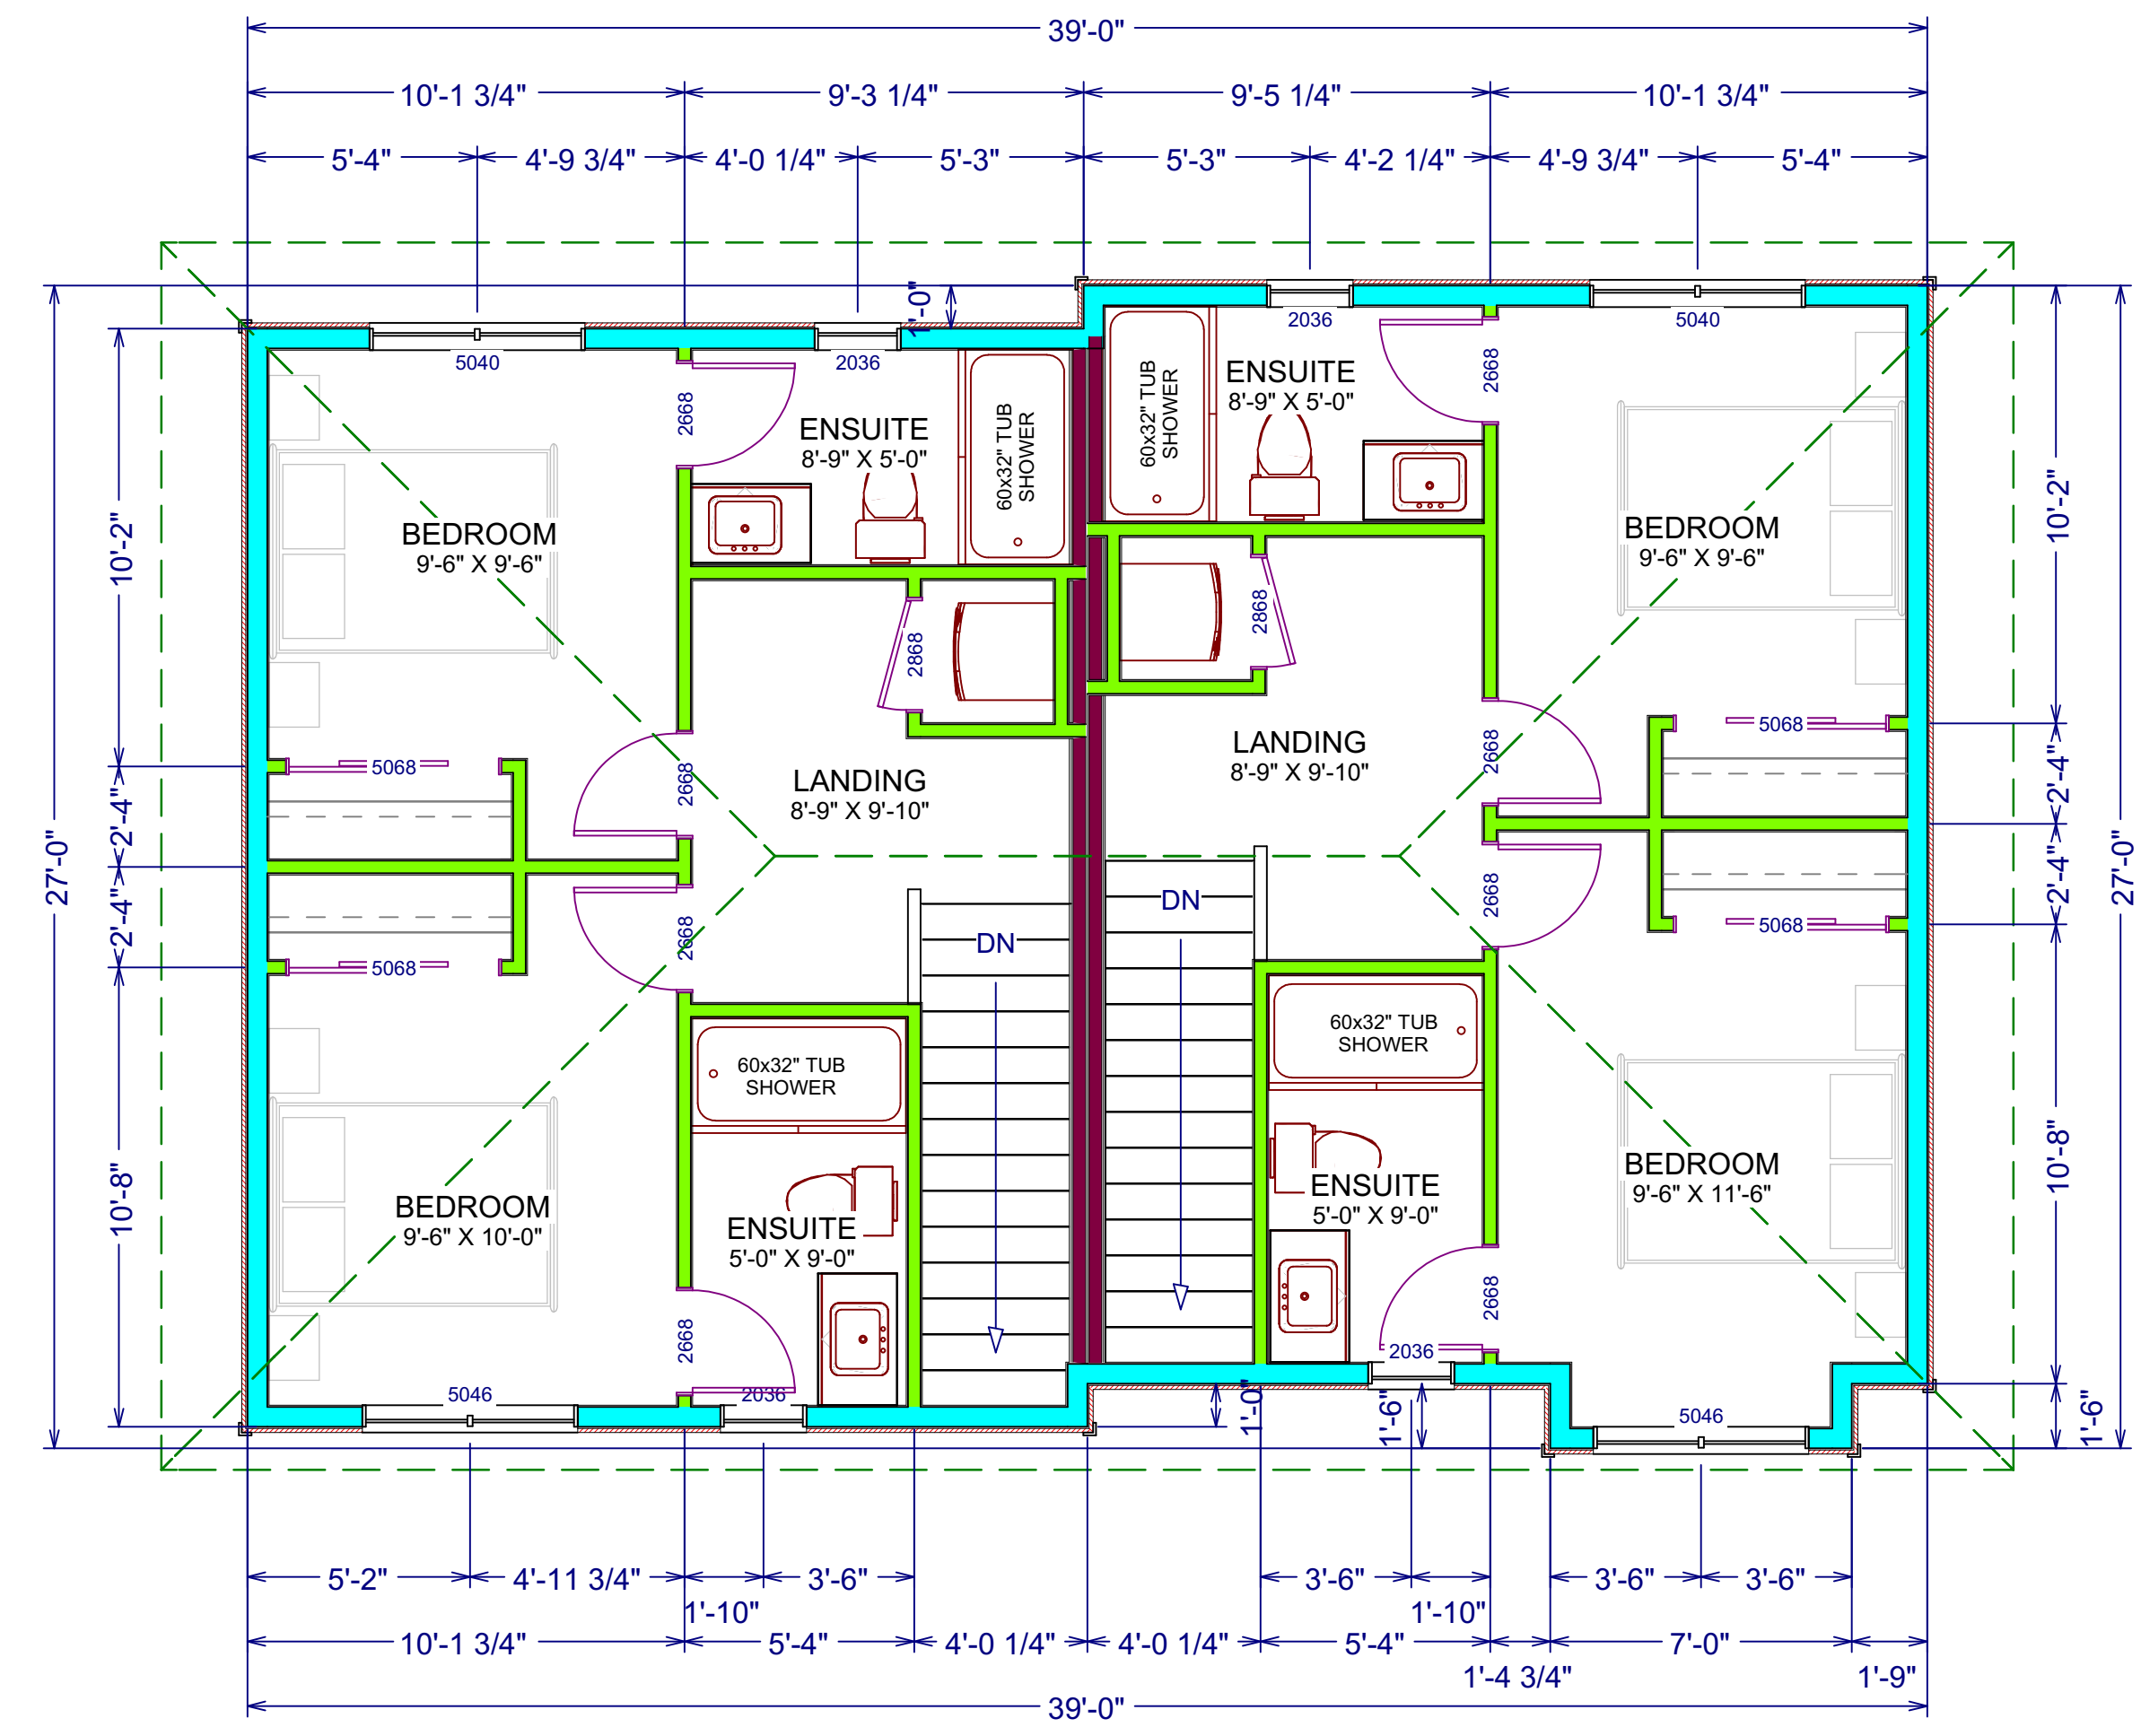 39'-0"
10'-1 3/4"
9'-3 1/4"
9'-5 1/4"
10'-1 3/4"
5'-4"
4'-9 3/4"
4'-0 1/4"
5'-3"
5'-3"
4'-2 1/4"
4'-9 3/4"
5'-4"
1'-0"
5040
2036
2036
5040
2668
ENSUITE
8'-9" X 5'-0"
60x32" TUB
SHOWER
60x32" TUB
SHOWER
ENSUITE
8'-9" X 5'-0"
2668
BEDROOM
9'-6" X 9'-6"
BEDROOM
9'-6" X 9'-6"
10'-2"
10'-2"
2868
2868
LANDING
8'-9" X 9'-10"
LANDING
8'-9" X 9'-10"
2668
2668
5068
5068
2'-4"
2'-4"
27'-0"
27'-0"
2'-4"
2'-4"
2668
2668
5068
5068
DN
DN
60x32" TUB
SHOWER
60x32" TUB
SHOWER
10'-8"
10'-8"
BEDROOM
9'-6" X 10'-0"
ENSUITE
5'-0" X 9'-0"
ENSUITE
5'-0" X 9'-0"
BEDROOM
9'-6" X 11'-6"
2668
2668
5046
2036
2036
5046
1'-0"
1'-6"
1'-6"
5'-2"
4'-11 3/4"
1'-10"
3'-6"
3'-6"
1'-10"
3'-6"
3'-6"
10'-1 3/4"
5'-4"
4'-0 1/4"
4'-0 1/4"
5'-4"
1'-4 3/4"
7'-0"
1'-9"
39'-0"